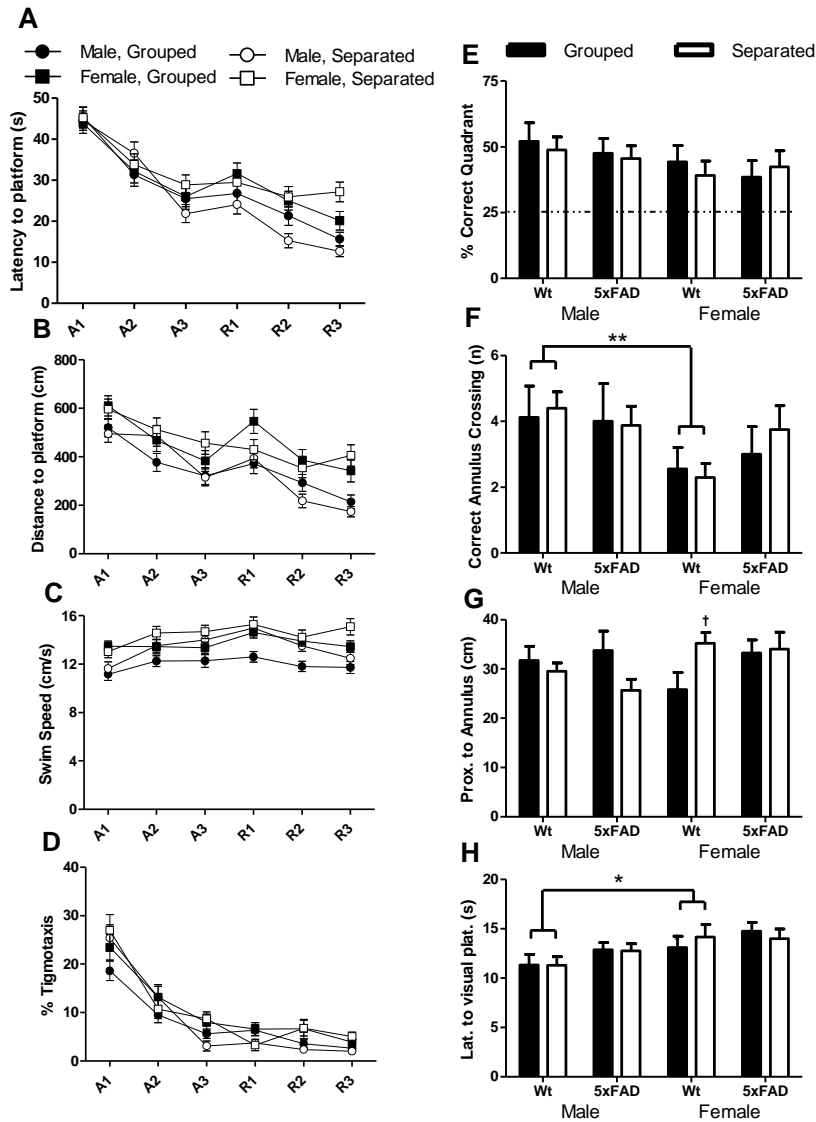 A
Male, Grouped
Male, Separated
Female, Grouped
Female, Separated
Latency to platform (s)
50
40
30
20
10
0
A1
A2
A3
R1
R2
R3
B
Distance to platform (cm)
800
600
400
200
0
A1
A2
A3
R1
R2
R3
C
Swim Speed (cm/s)
16
12
8
4
0
A1
A2
A3
R1
R2
R3
D
% Tigmotaxis
40
30
20
10
0
A1
A2
A3
R1
R2
R3
E
Grouped
Separated
% Correct Quadrant
75
50
25
0
Wt
5xFAD
Wt
5xFAD
Male
Female
F
Correct Annulus Crossing (n)
6
4
2
0
**
Wt
5xFAD
Wt
5xFAD
Male
Female
G
Prox. to Annulus (cm)
40
30
20
10
0
†
Wt
5xFAD
Wt
5xFAD
Male
Female
H
Lat. to visual plat. (s)
20
15
10
5
0
*
Wt
5xFAD
Wt
5xFAD
Male
Female